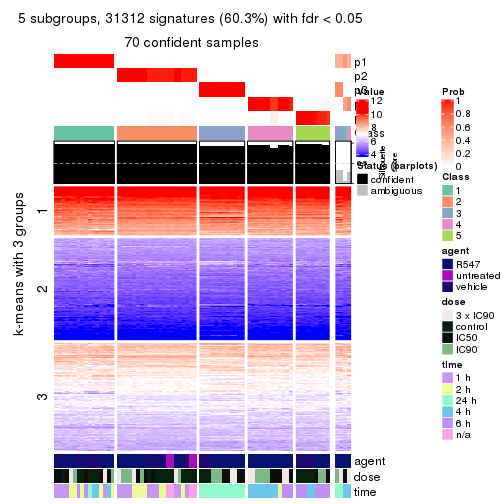 5 subgroups, 31312 signatures (60.3%) with fdr < 0.05
70 confident samples
p1
p2
p3
Value
12
10
8
6
4
Class
Silhouette
score
Status (barplots)
confident
ambiguous
k-means with 3 groups
1
2
3
agent
dose
time
Prob
1
0.8
0.6
0.4
0.2
0
Class
1
2
3
4
5
agent
R547
untreated
vehicle
dose
3 x IC90
control
IC50
IC90
time
1 h
2 h
24 h
4 h
6 h
n/a